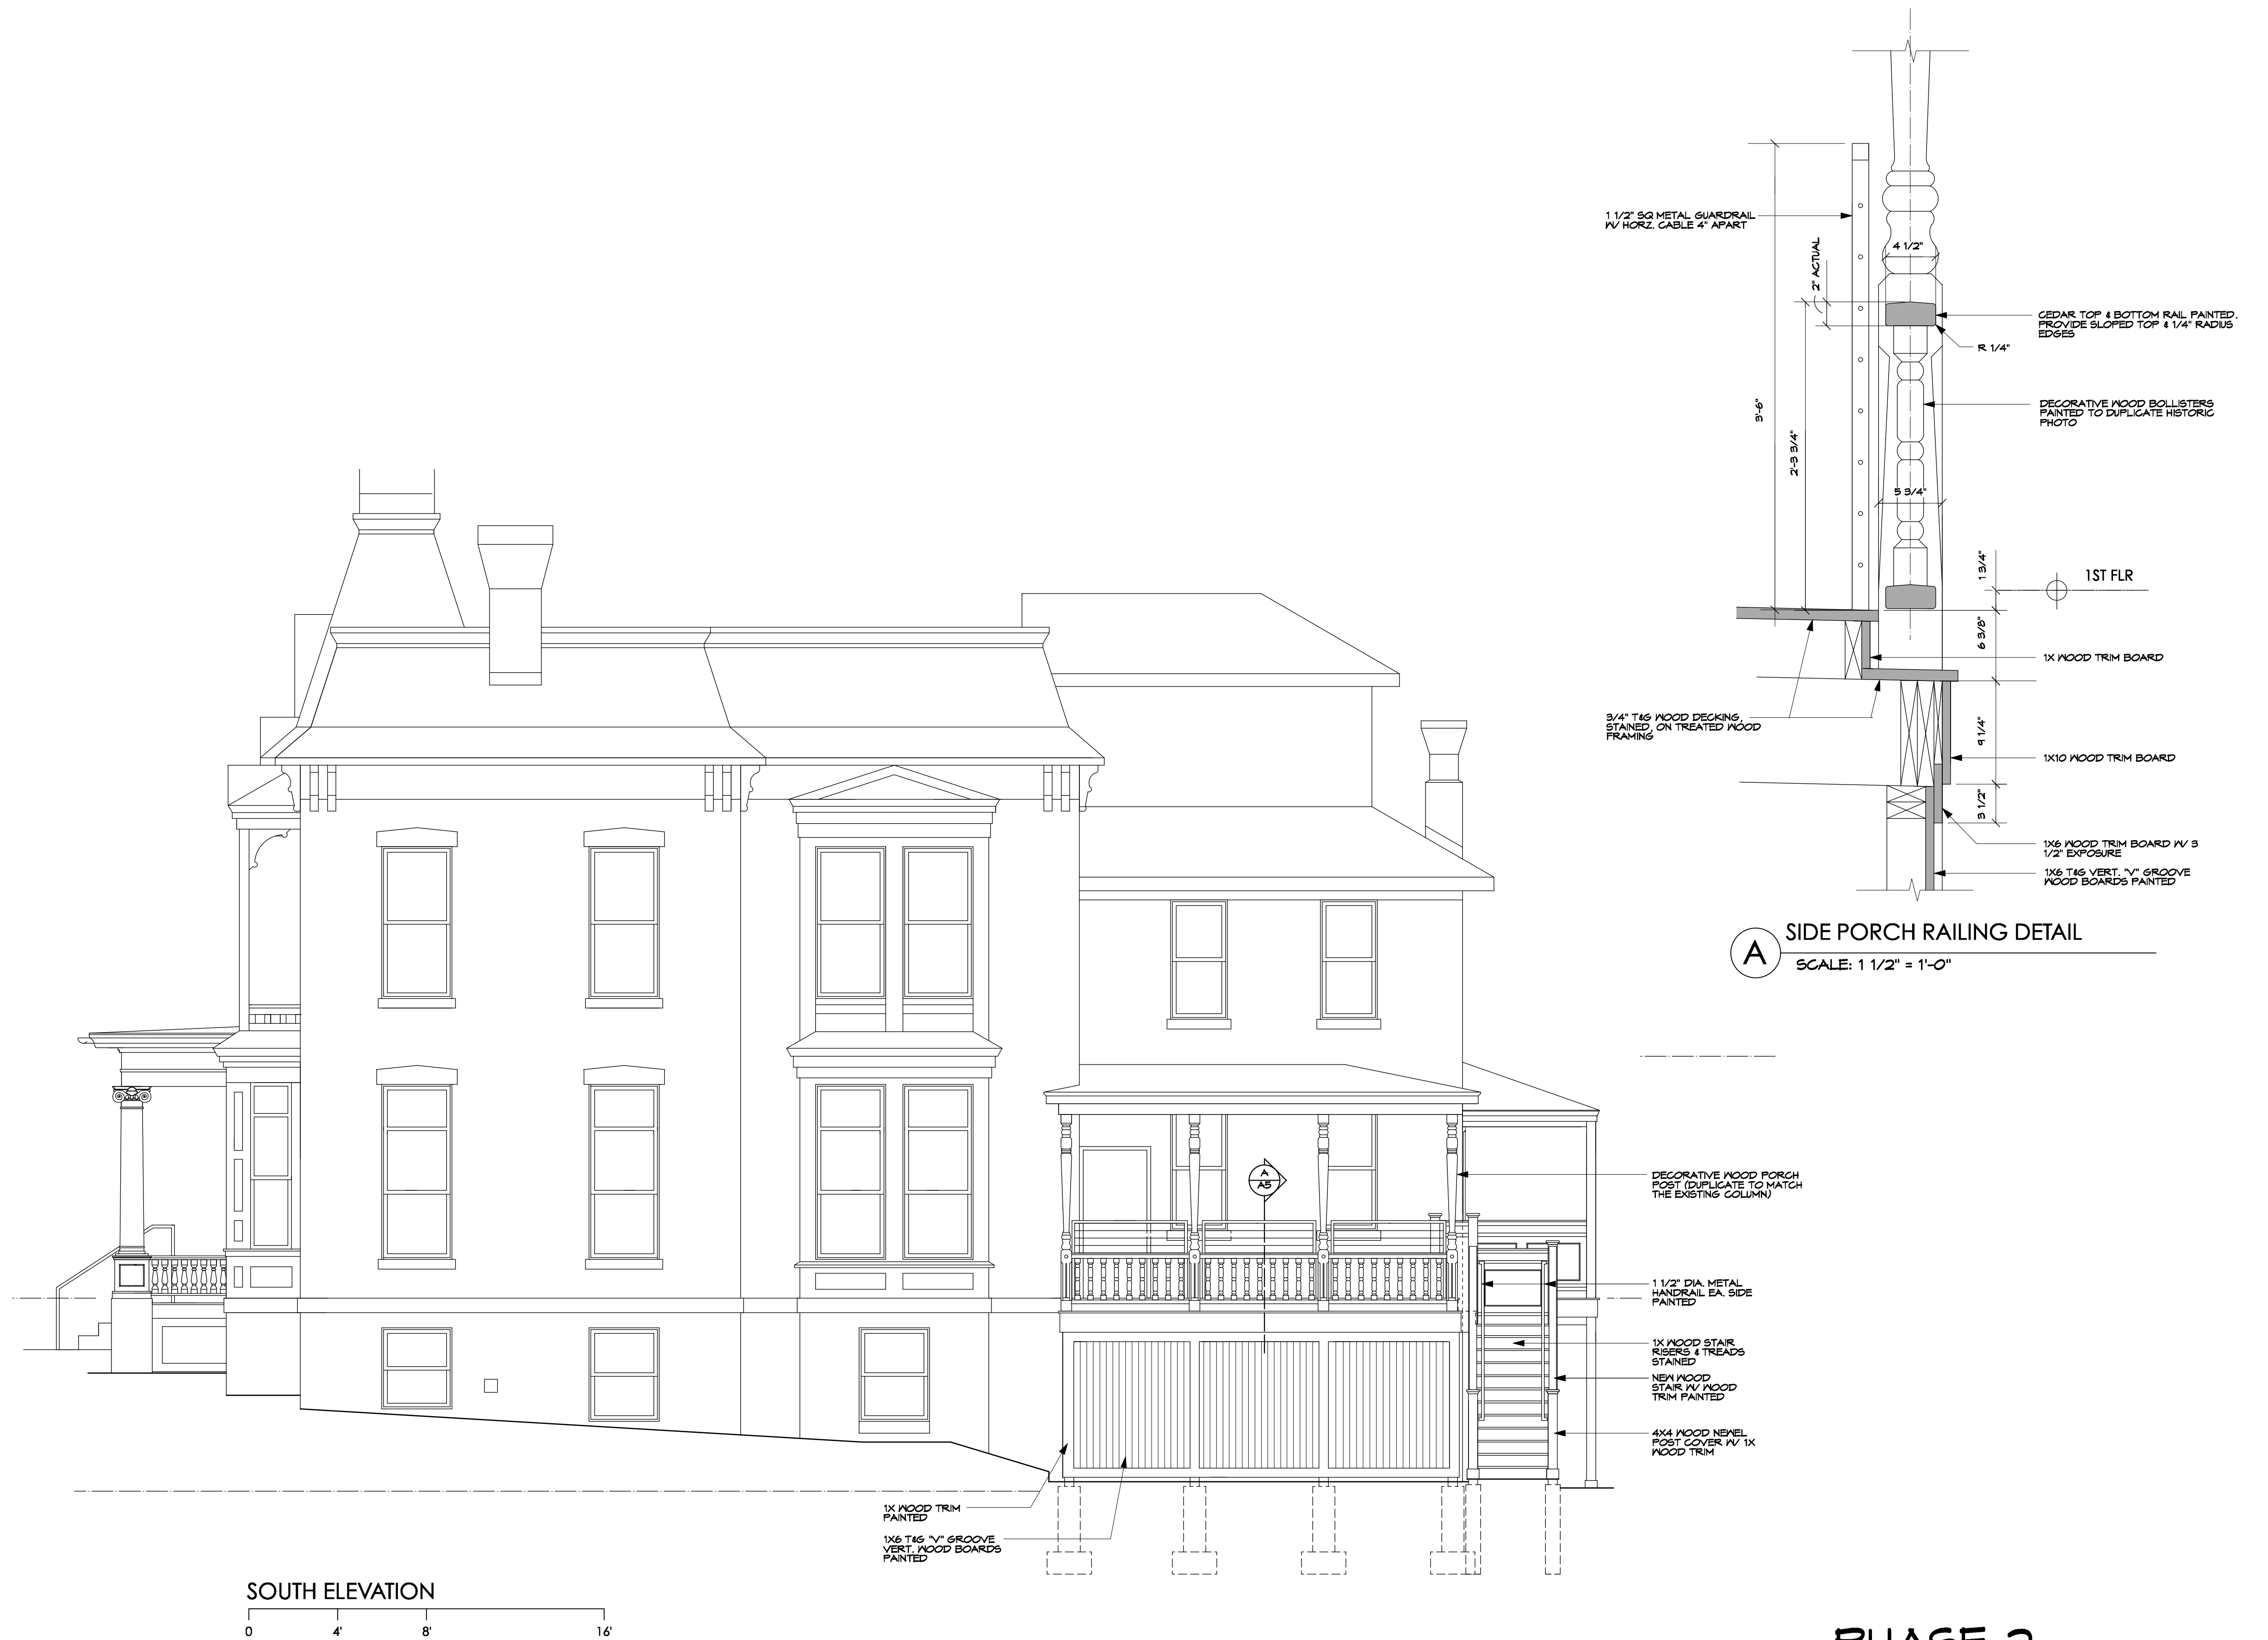 1 1/2" SQ METAL GUARDRAIL
W/ HORZ. CABLE 4" APART
2" ACTUAL
4 1/2"
CEDAR TOP & BOTTOM RAIL PAINTED.
PROVIDE SLOPED TOP & 1/4" RADIUS
EDGES
R 1/4"
3'-6"
2'-3 3/4"
DECORATIVE WOOD BOLLISTERS
PAINTED TO DUPLICATE HISTORIC
PHOTO
5 3/4"
1 3/4"
1ST FLR
6 3/8"
1X WOOD TRIM BOARD
3/4" T&G WOOD DECKING,
STAINED, ON TREATED WOOD
FRAMING
9 1/4"
1X10 WOOD TRIM BOARD
3 1/2"
1X6 WOOD TRIM BOARD W/ 3
1/2" EXPOSURE
1X6 T&G VERT. "V" GROOVE
WOOD BOARDS PAINTED
A
SIDE PORCH RAILING DETAIL
SCALE: 1 1/2" = 1'-0"
A
A5
DECORATIVE WOOD PORCH
POST (DUPLICATE TO MATCH
THE EXISTING COLUMN)
1 1/2" DIA. METAL
HANDRAIL EA. SIDE
PAINTED
1X WOOD STAIR
RISERS & TREADS
STAINED
NEW WOOD
STAIR W/ WOOD
TRIM PAINTED
4X4 WOOD NEWEL
POST COVER W/ 1X
WOOD TRIM
1X WOOD TRIM
PAINTED
1X6 T&G "V" GROOVE
VERT. WOOD BOARDS
PAINTED
SOUTH ELEVATION
0 4' 8' 16'
PHASE 2